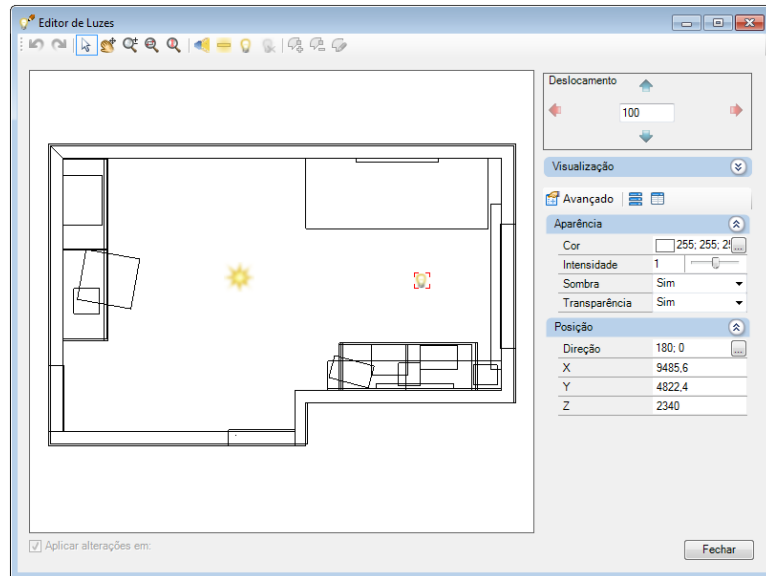 Editor de Luzes
Deslocamento
100
Visualização
Avançado
Aparência
Cor 255; 255; 25
Intensidade 1
Sombra Sim
Transparência Sim
Posição
Direção 180; 0
X 9485,6
Y 4822,4
Z 2340
Aplicar alterações em:
Fechar